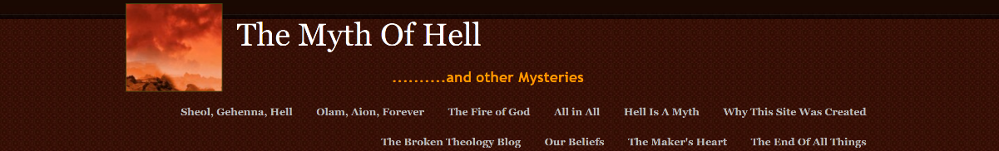 The Myth Of Hell
..........and other Mysteries
Sheol, Gehenna, Hell Olam, Aion, Forever The Fire of God All in All Hell Is A Myth Why This Site Was Created
The Broken Theology Blog Our Beliefs The Maker's Heart The End Of All Things